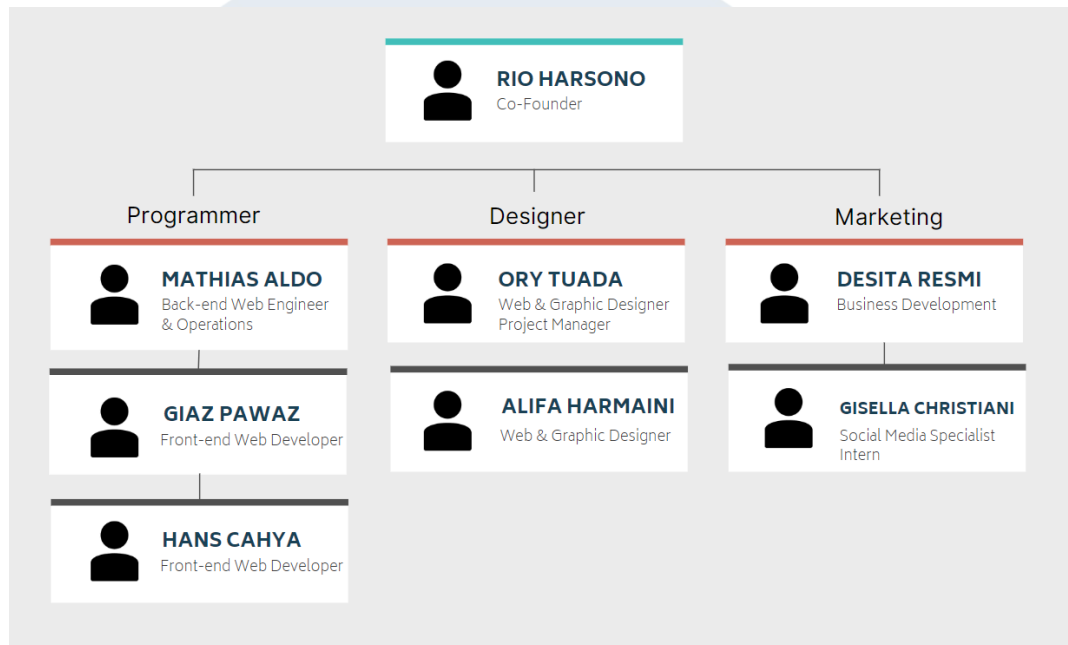 RIO HARSONO
Co-Founder
Programmer
MATHIAS ALDO
Back-end Web Engineer
& Operations
GIAZ PAWAZ
Front-end Web Developer
HANS CAHYA
Front-end Web Developer
Designer
ORY TUADA
Web & Graphic Designer
Project Manager
ALIFA HARMAINI
Web & Graphic Designer
Marketing
DESITA RESMI
Business Development
GISELLA CHRISTIANI
Social Media Specialist
Intern